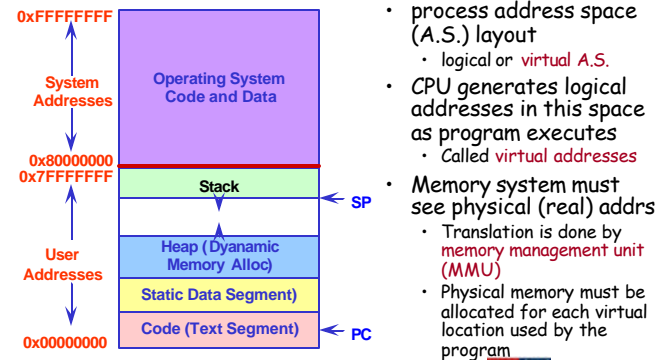 0xFFFFFFFF
System
Addresses
0x80000000
0x7FFFFFFF
User
Addresses
0x00000000
Operating System
Code and Data
Stack
SP
Heap (Dyanamic
Memory Alloc)
Static Data Segment)
Code (Text Segment)
PC
• process address space
(A.S.) layout
• logical or virtual A.S.
• CPU generates logical
addresses in this space
as program executes
• Called virtual addresses
• Memory system must
see physical (real) addrs
• Translation is done by
memory management unit
(MMU)
• Physical memory must be
allocated for each virtual
location used by the
program